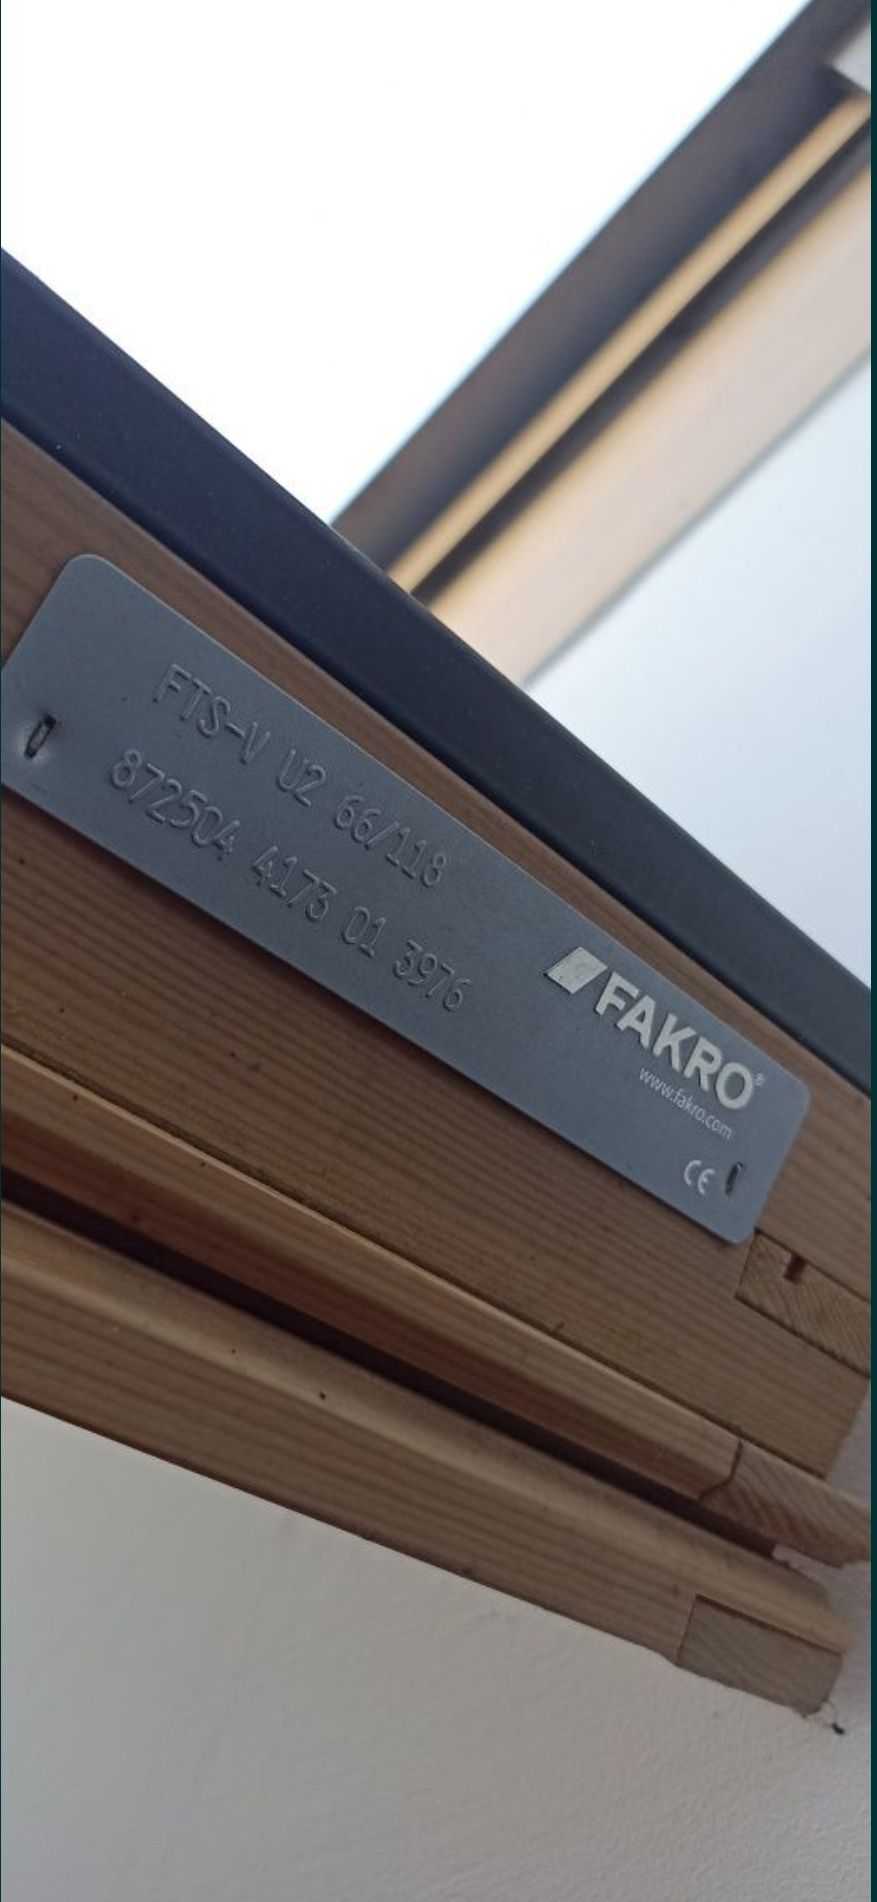 FTS-V U2 66/118
872504 4173 01 3976
FAKRO®
www.fakro.com
CE